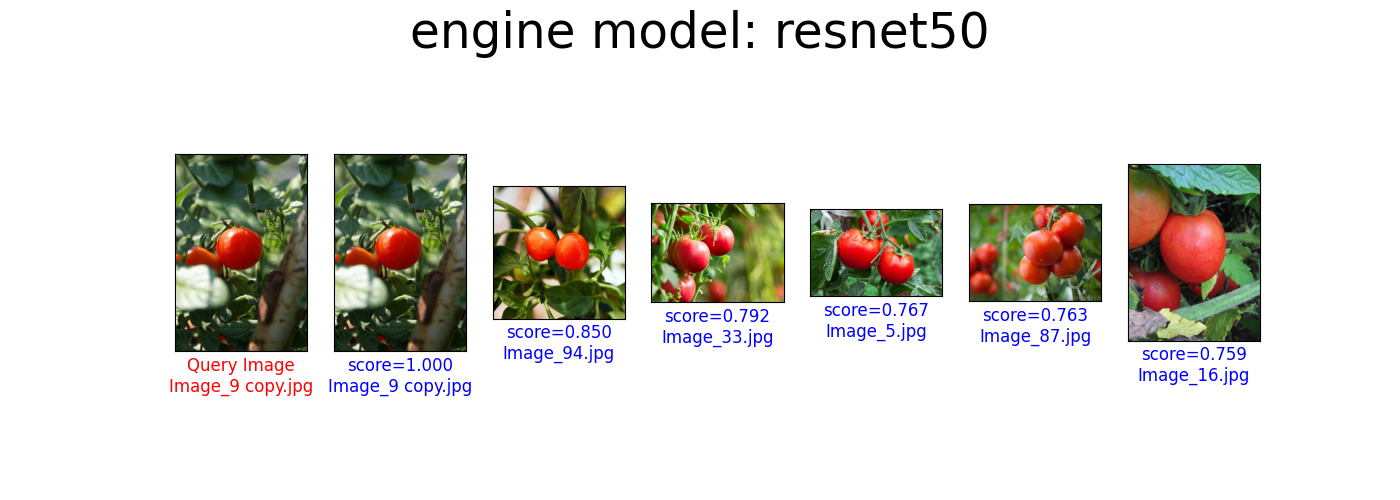 engine model: resnet50
Query Image
Image_9 copy.jpg
score=1.000
Image_9 copy.jpg
score=0.850
Image_94.jpg
score=0.792
Image_33.jpg
score=0.767
Image_5.jpg
score=0.763
Image_87.jpg
score=0.759
Image_16.jpg